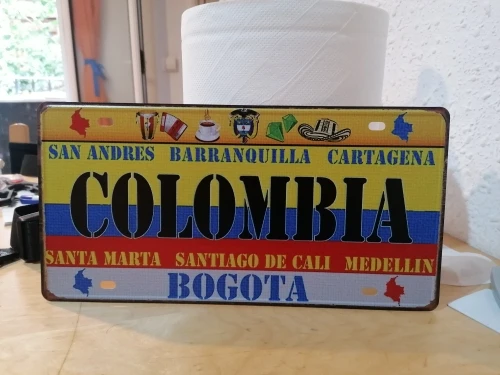 SAN ANDRES BARRANQUILLA CARTAGENA
COLOMBIA
SANTA MARTA SANTIAGO DE CALI MEDELLIN
BOGOTA